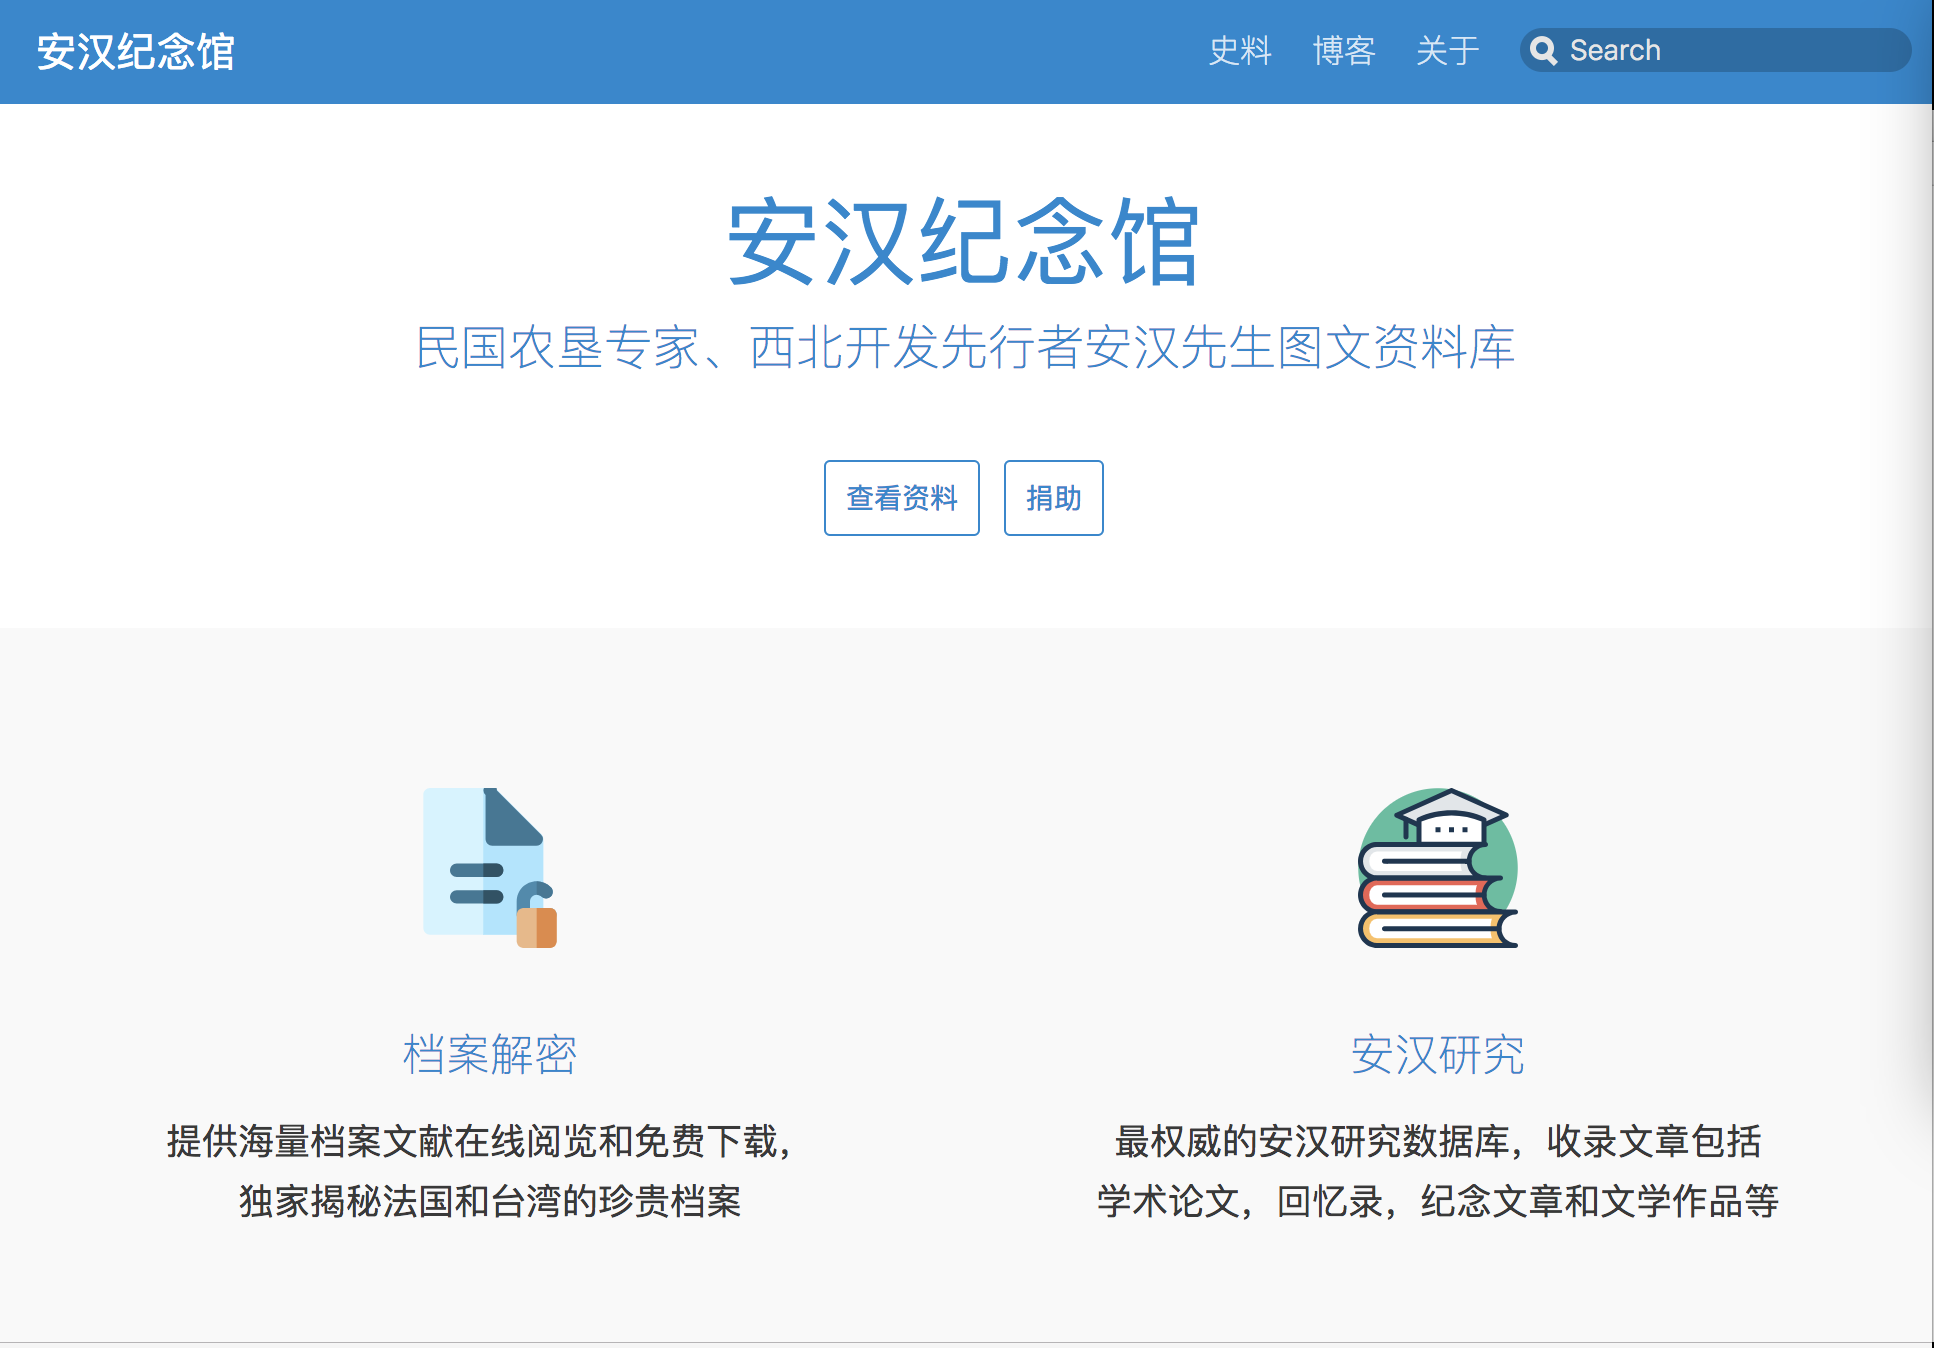 安汉纪念馆
史料 博客 关于 Search
安汉纪念馆
民国农垦专家、西北开发先行者安汉先生图文资料库
查看资料 捐助
档案解密
提供海量档案文献在线阅览和免费下载，
独家揭秘法国和台湾的珍贵档案
安汉研究
最权威的安汉研究数据库，收录文章包括
学术论文，回忆录，纪念文章和文学作品等